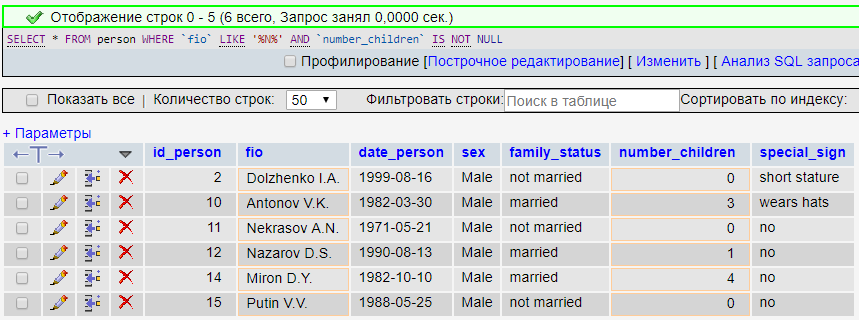 Отображение строк 0 - 5 (6 всего, Запрос занял 0,0000 сек.)
SELECT * FROM person WHERE `fio` LIKE '%N%' AND `number_children` IS NOT NULL
Профилирование [Построчное редактирование] [ Изменить ] [ Анализ SQL запроса
Показать все | Количество строк: 50 Фильтровать строки: Поиск в таблице Сортировать по индексу:
+ Параметры
←T→ id_person fio date_person sex family_status number_children special_sign
2 Dolzhenko I.A. 1999-08-16 Male not married 0 short stature
10 Antonov V.K. 1982-03-30 Male married 3 wears hats
11 Nekrasov A.N. 1971-05-21 Male not married 0 no
12 Nazarov D.S. 1990-08-13 Male married 1 no
14 Miron D.Y. 1982-10-10 Male married 4 no
15 Putin V.V. 1988-05-25 Male not married 0 no